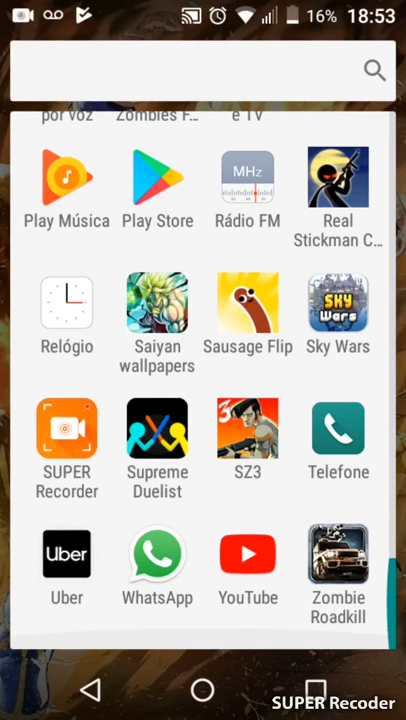 16% 18:53
por voz Zombies F... e TV
Play Música Play Store Rádio FM Real
Stickman C...
MHz
Relógio Saiyan Sausage Flip Sky Wars
wallpapers
SKY
Wars
SUPER Supreme SZ3 Telefone
Recorder Duelist
3
Uber
Uber WhatsApp YouTube Zombie
Roadkill
SUPER Recoder